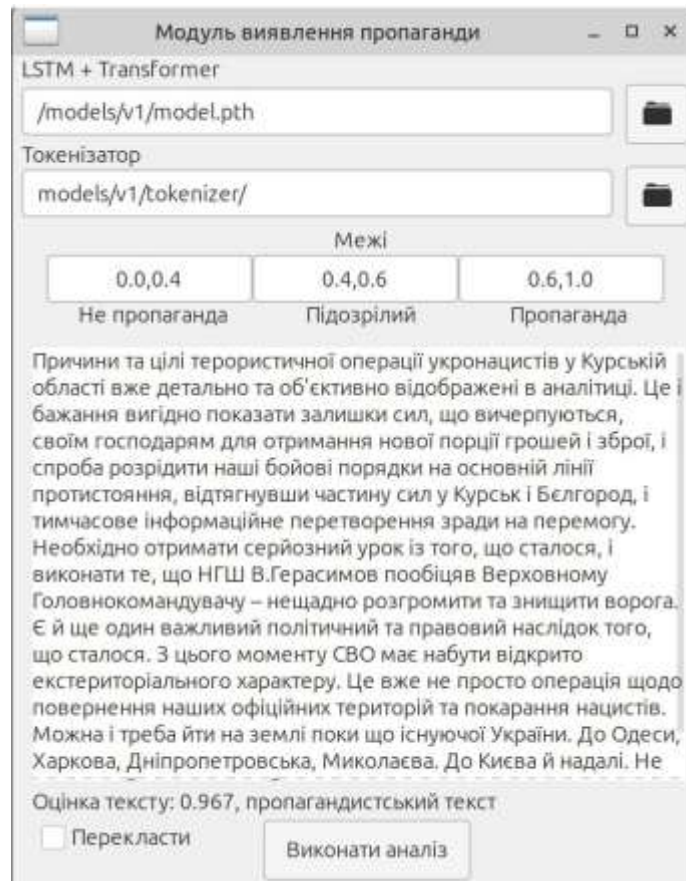 Модуль виявлення пропаганди
LSTM + Transformer
/models/v1/model.pth
Токенізатор
models/v1/tokenizer/
Межі
0.0,0.4 0.4,0.6 0.6,1.0
Не пропаганда Підозрілий Пропаганда
Причини та цілі терористичної операції укронацистів у Курській
області вже детально та об'єктивно відображені в аналітиці. Це і
бажання вигідно показати залишки сил, що вичерпуються,
своїм господарям для отримання нової порції грошей і зброї, і
спроба розрідити наші бойові порядки на основній лінії
протистояння, відтягнувши частину сил у Курськ і Бєлгород, і
тимчасове інформаційне перетворення зради на перемогу.
Необхідно отримати серйозний урок із того, що сталося, і
виконати те, що НГШ В.Герасимов пообіцяв Верховному
Головнокомандувачу – нещадно розгромити та знищити ворога.
Є й ще один важливий політичний та правовий наслідок того,
що сталося. З цього моменту СВО має набути відкрито
екстериторіального характеру. Це вже не просто операція щодо
повернення наших офіційних територій та покарання нацистів.
Можна і треба йти на землі поки що існуючої України. До Одеси,
Харкова, Дніпропетровська, Миколаєва. До Києва й надалі. Не
Оцінка тексту: 0.967, пропагандистський текст
Перекласти
Виконати аналіз